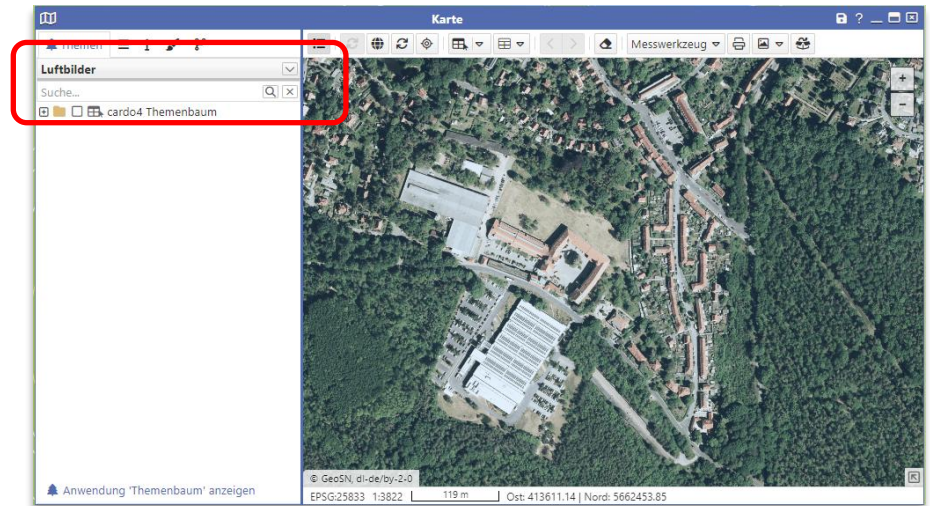 Karte
Themen
Messwerkzeug
Luftbilder
Suche...
cardo4 Themenbaum
© GeoSN, dl-de/by-2-0
Anwendung 'Themenbaum' anzeigen
EPSG:25833 1:3822 119 m Ost: 413611.14 | Nord: 5662453.85